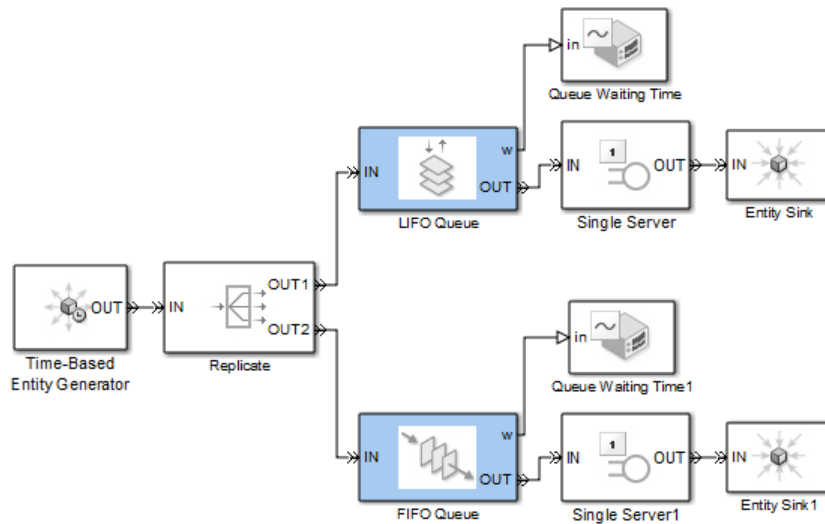 in
Queue Waiting Time
IN
w
OUT
LIFO Queue
IN
1
OUT
Single Server
IN
Entity Sink
OUT
Time-Based
Entity Generator
IN
OUT1
OUT2
Replicate
in
Queue Waiting Time1
IN
w
OUT
FIFO Queue
IN
1
OUT
Single Server1
IN
Entity Sink1